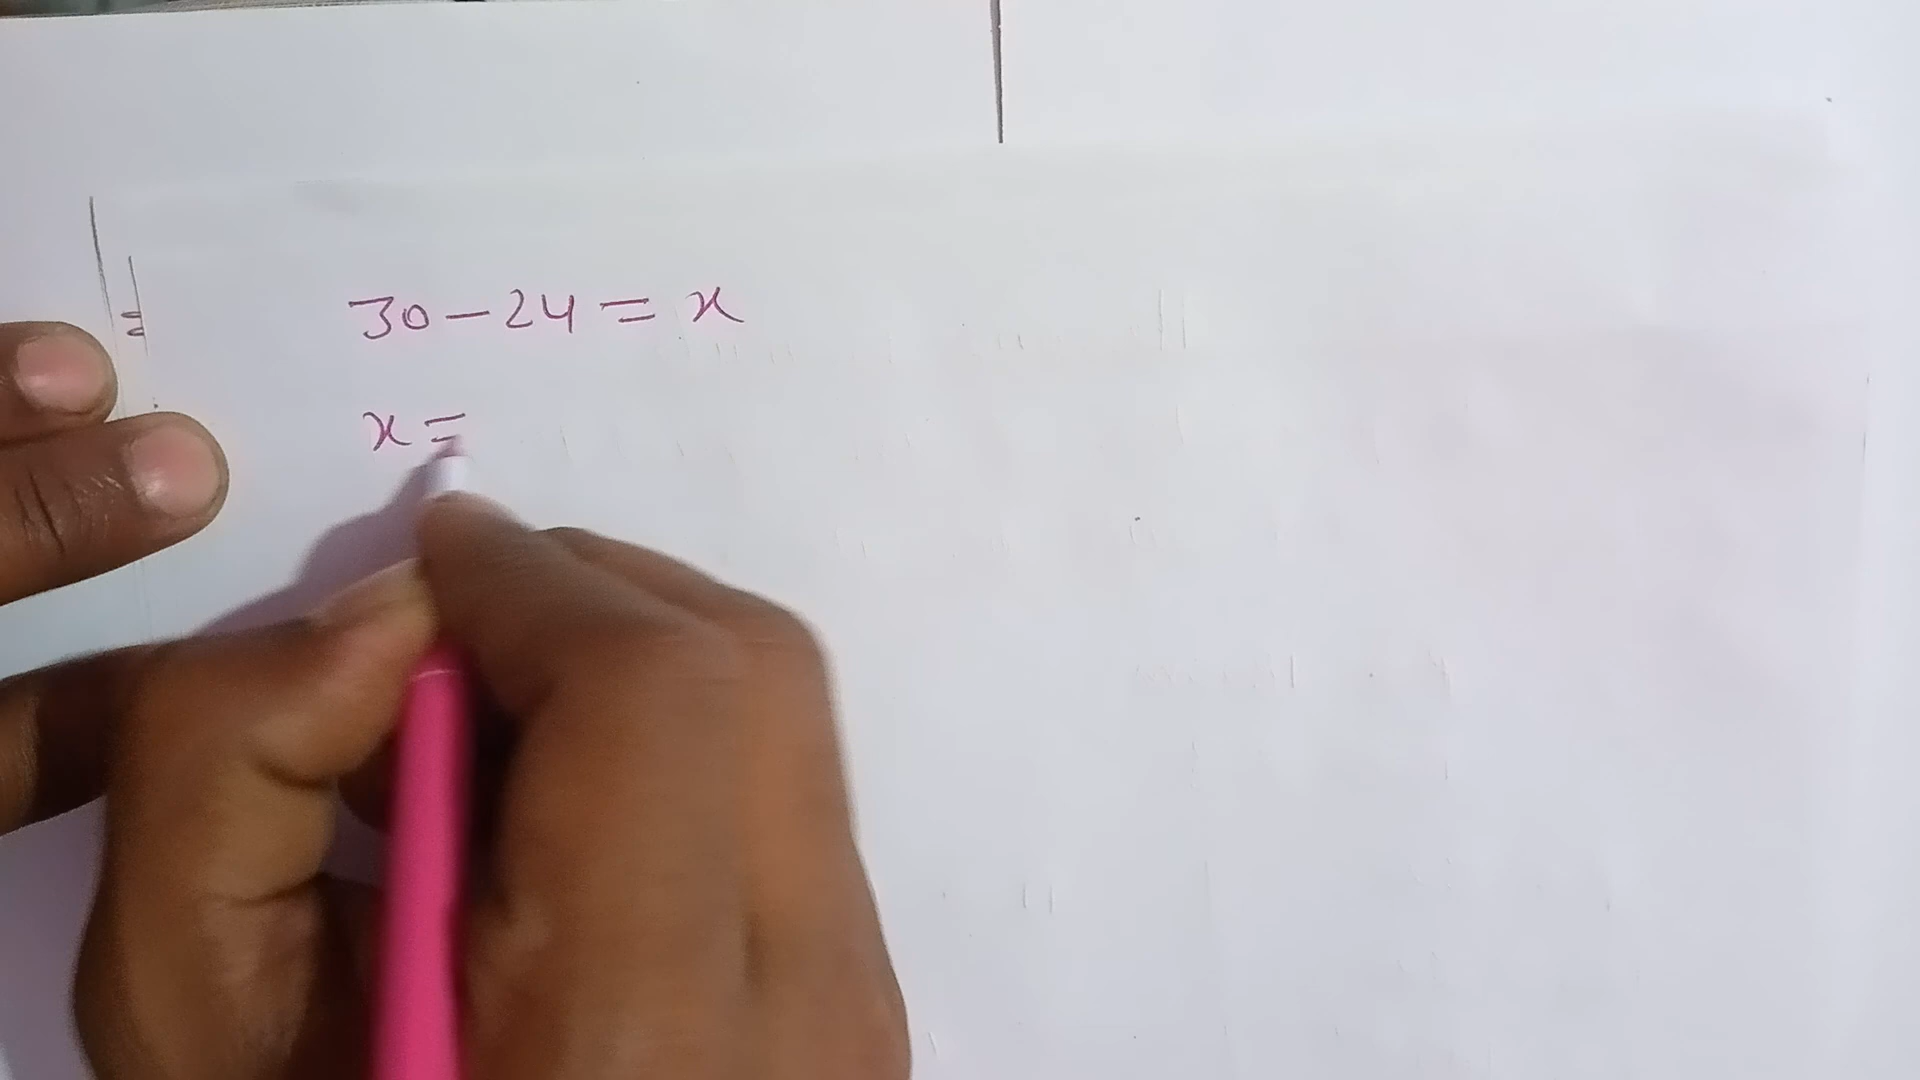 30-24 = x
x =